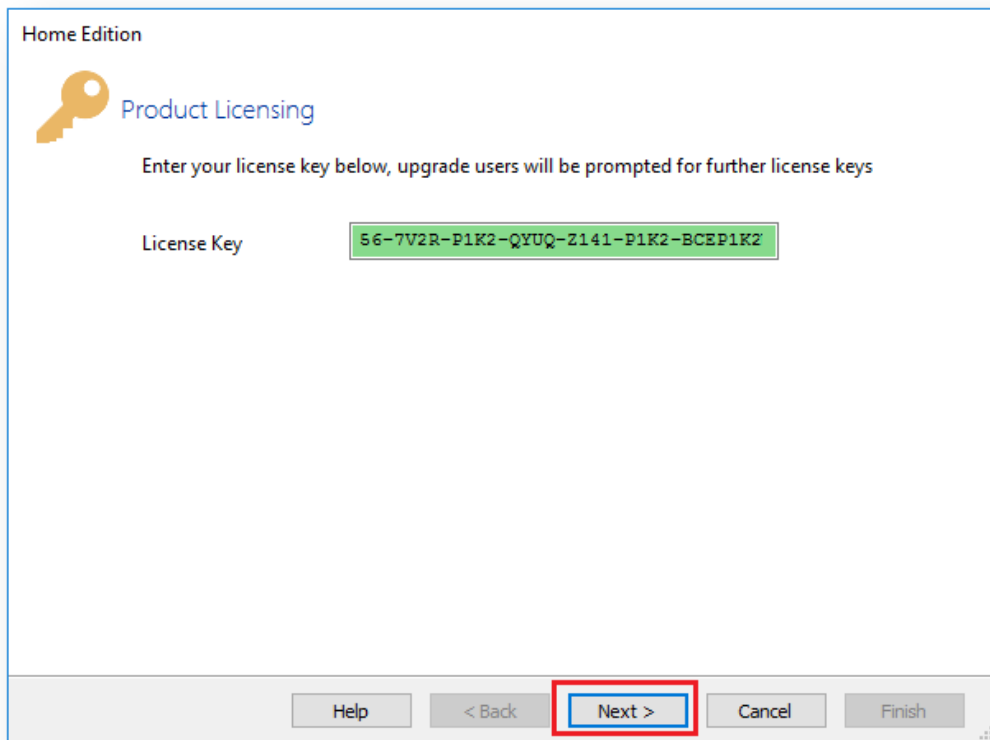 Home Edition
Product Licensing
Enter your license key below, upgrade users will be prompted for further license keys
License Key
56-7V2R-P1K2-QYUQ-Z141-P1K2-BCEP1K2
Help
< Back
Next >
Cancel
Finish